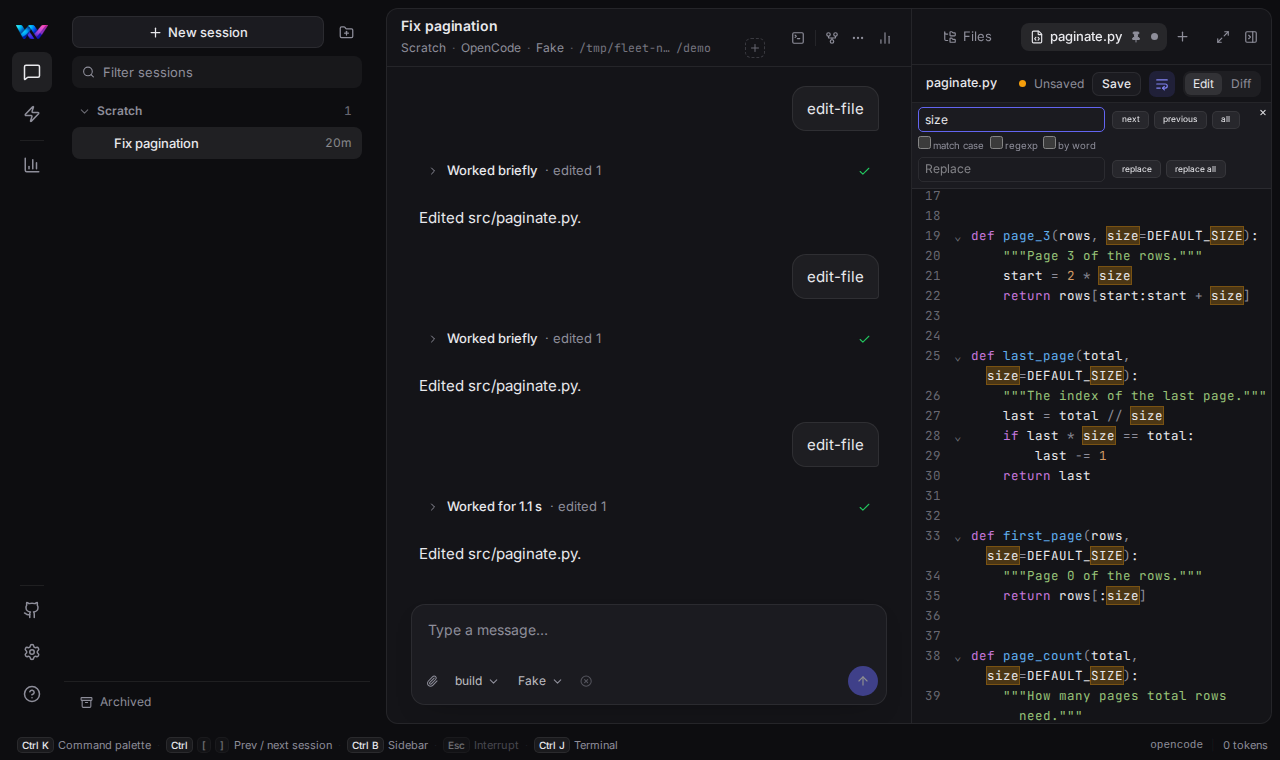 New session
Filter sessions
Scratch 1
Fix pagination 20m
Archived
Fix pagination
Scratch · OpenCode · Fake · /tmp/fleet-n… /demo
edit-file
Worked briefly · edited 1
Edited src/paginate.py.
edit-file
Worked briefly · edited 1
Edited src/paginate.py.
edit-file
Worked for 1.1 s · edited 1
Edited src/paginate.py.
Type a message...
build Fake
Files paginate.py
paginate.py Unsaved Save Edit Diff
size next previous all ×
match case regexp by word
Replace replace replace all
17
18
19 def page_3(rows, size=DEFAULT_SIZE):
20 """Page 3 of the rows."""
21 start = 2 * size
22 return rows[start:start + size]
23
24
25 def last_page(total,
size=DEFAULT_SIZE):
26 """The index of the last page."""
27 last = total // size
28 if last * size == total:
29 last -= 1
30 return last
31
32
33 def first_page(rows,
size=DEFAULT_SIZE):
34 """Page 0 of the rows."""
35 return rows[:size]
36
37
38 def page_count(total,
size=DEFAULT_SIZE):
39 """How many pages total rows
need."""
Ctrl K Command palette Ctrl [ ] Prev / next session Ctrl B Sidebar Esc Interrupt Ctrl J Terminal opencode 0 tokens